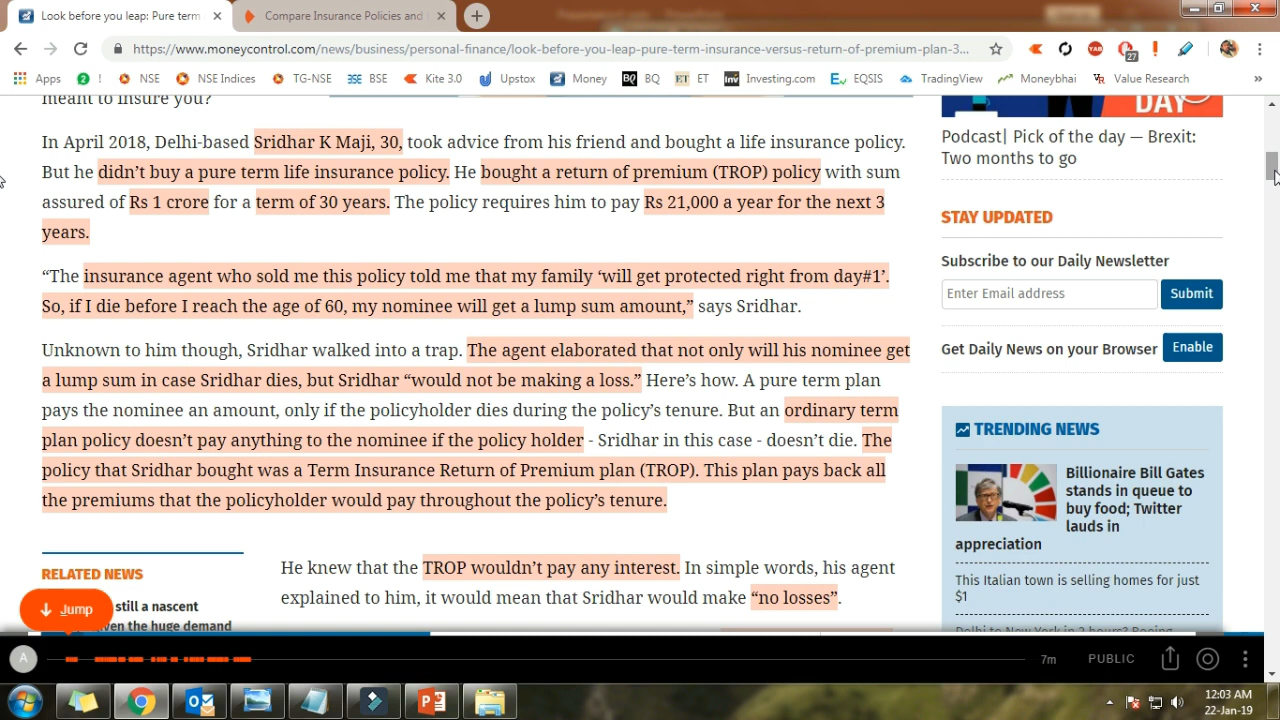 Look before you leap: Pure term
Compare Insurance Policies and
https://www.moneycontrol.com/news/business/personal-finance/look-before-you-leap-pure-term-insurance-versus-return-of-premium-plan-3...
27
Apps
2
NSE
NSE Indices
TG-NSE
BSE
Kite 3.0
Upstox
Money
BQ BQ
ET ET
Inv Investing.com
EQSIS
TradingView
Moneybhai
Value Research
»
meant to insure you?
In April 2018, Delhi-based Sridhar K Maji, 30, took advice from his friend and bought a life insurance policy.
But he didn’t buy a pure term life insurance policy. He bought a return of premium (TROP) policy with sum
assured of Rs 1 crore for a term of 30 years. The policy requires him to pay Rs 21,000 a year for the next 3
years.
“The insurance agent who sold me this policy told me that my family ‘will get protected right from day#1’.
So, if I die before I reach the age of 60, my nominee will get a lump sum amount,” says Sridhar.
Unknown to him though, Sridhar walked into a trap. The agent elaborated that not only will his nominee get
a lump sum in case Sridhar dies, but Sridhar “would not be making a loss.” Here’s how. A pure term plan
pays the nominee an amount, only if the policyholder dies during the policy’s tenure. But an ordinary term
plan policy doesn’t pay anything to the nominee if the policy holder - Sridhar in this case - doesn’t die. The
policy that Sridhar bought was a Term Insurance Return of Premium plan (TROP). This plan pays back all
the premiums that the policyholder would pay throughout the policy’s tenure.
RELATED NEWS
still a nascent
He knew that the TROP wouldn’t pay any interest. In simple words, his agent
explained to him, it would mean that Sridhar would make “no losses”.
Jump
DAY
Podcast| Pick of the day — Brexit:
Two months to go
STAY UPDATED
Subscribe to our Daily Newsletter
Enter Email address
Submit
Get Daily News on your Browser
Enable
TRENDING NEWS
Billionaire Bill Gates
stands in queue to
buy food; Twitter
lauds in
appreciation
This Italian town is selling homes for just
$1
A
7m
PUBLIC
12:03 AM
22-Jan-19